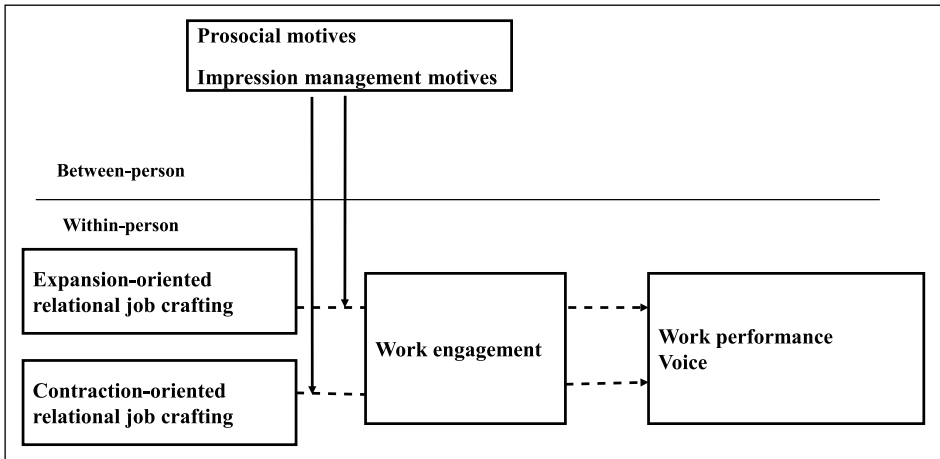 Prosocial motives
Impression management motives
Between-person
Within-person
Expansion-oriented
relational job crafting
Contraction-oriented
relational job crafting
Work engagement
Work performance
Voice